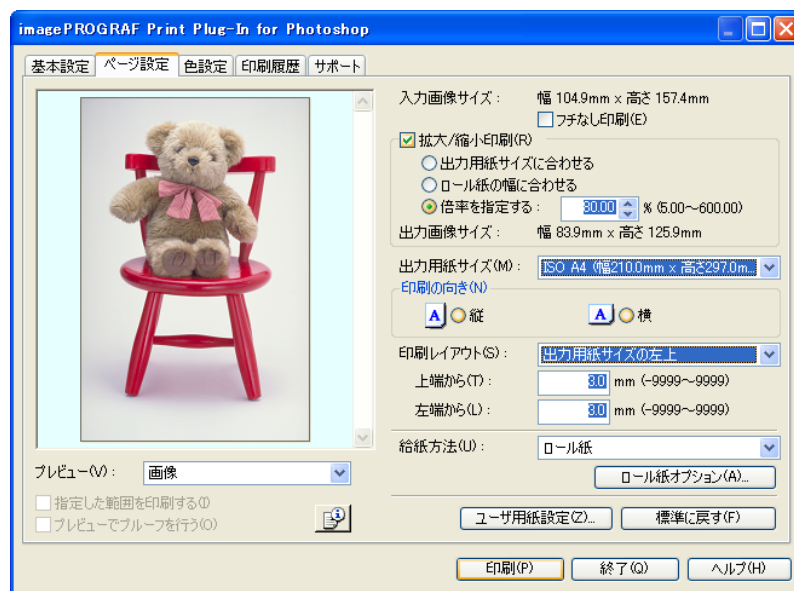 imagePROGRAF Print Plug-In for Photoshop
基本設定 ページ設定 色設定 印刷履歴 サポート
入力画像サイズ： 幅 104.9mm x 高さ 157.4mm
フチなし印刷(E)
拡大/縮小印刷(R)
出力用紙サイズに合わせる
ロール紙の幅に合わせる
倍率を指定する： 80.00 % (5.00～600.00)
出力画像サイズ： 幅 83.9mm x 高さ 125.9mm
出力用紙サイズ(M)： ISO A4 (幅210.0mm x 高さ297.0m...
印刷の向き(N)
A 縦 A 横
印刷レイアウト(S)： 出力用紙サイズの左上
上端から(T)： 3.0 mm (-9999～9999)
左端から(L)： 3.0 mm (-9999～9999)
給紙方法(U)： ロール紙
ロール紙オプション(A)...
プレビュー(V)： 画像
指定した範囲を印刷する(I)
プレビューでプルーフを行う(O)
ユーザ用紙設定(Z)... 標準に戻す(F)
印刷(P) 終了(Q) ヘルプ(H)